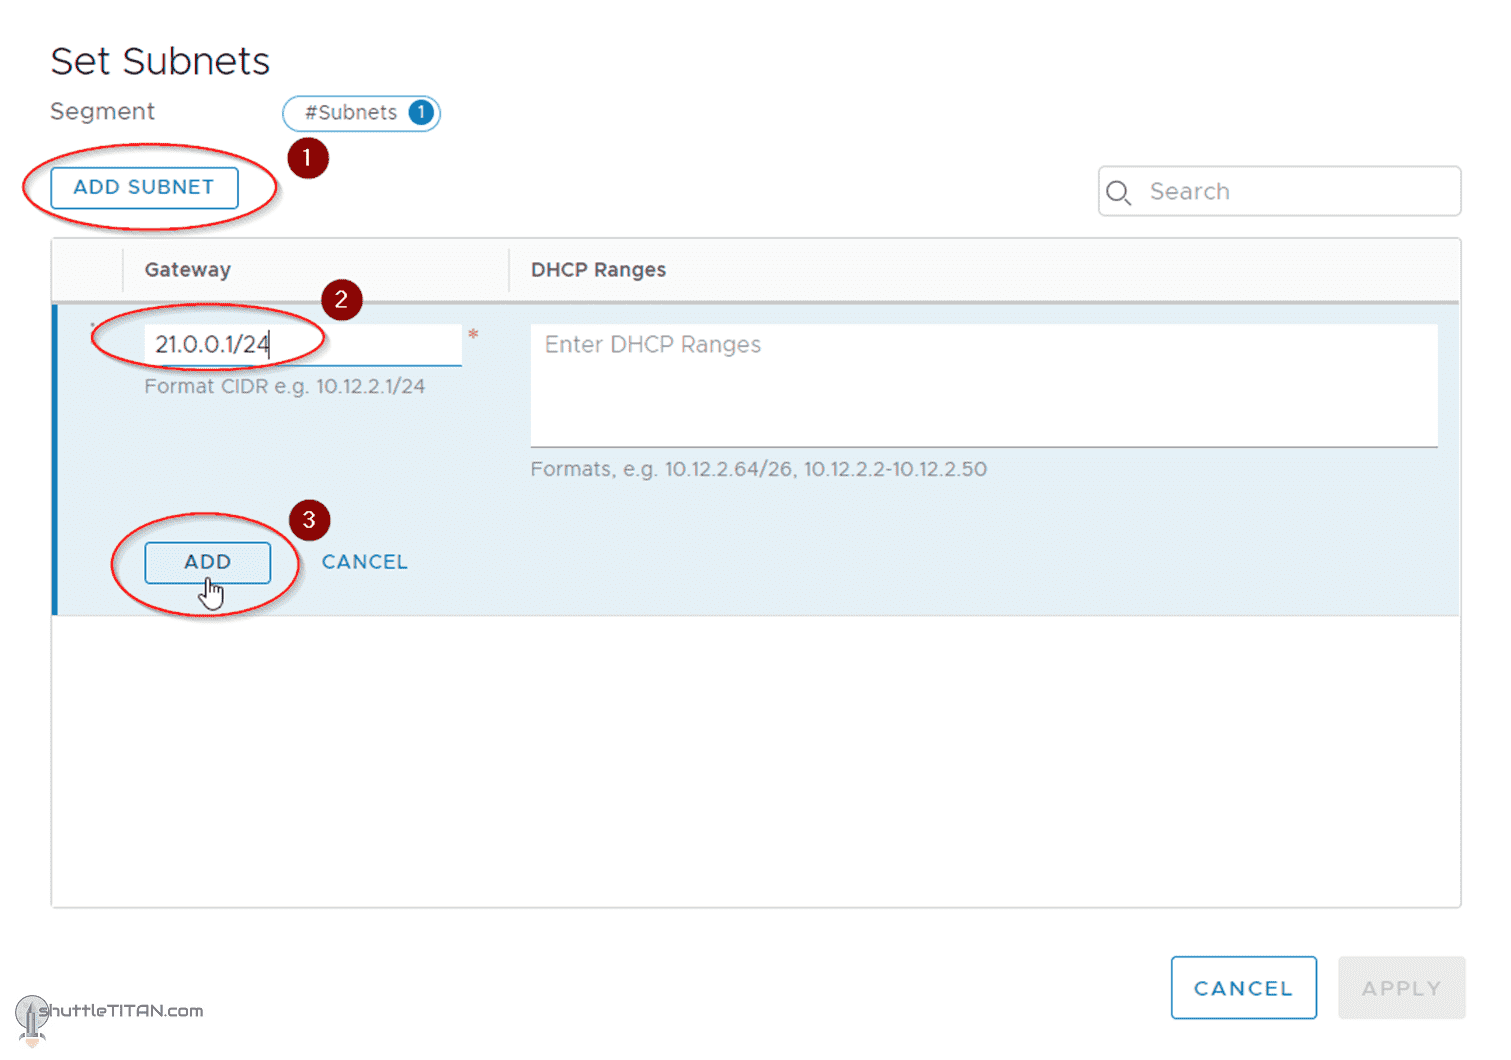 Set Subnets
Segment
#Subnets 1
1
ADD SUBNET
Search
Gateway
DHCP Ranges
2
21.0.0.1/24
*
Enter DHCP Ranges
Format CIDR e.g. 10.12.2.1/24
Formats, e.g. 10.12.2.64/26, 10.12.2.2-10.12.2.50
3
ADD
CANCEL
CANCEL
APPLY
shuttleTITAN.com